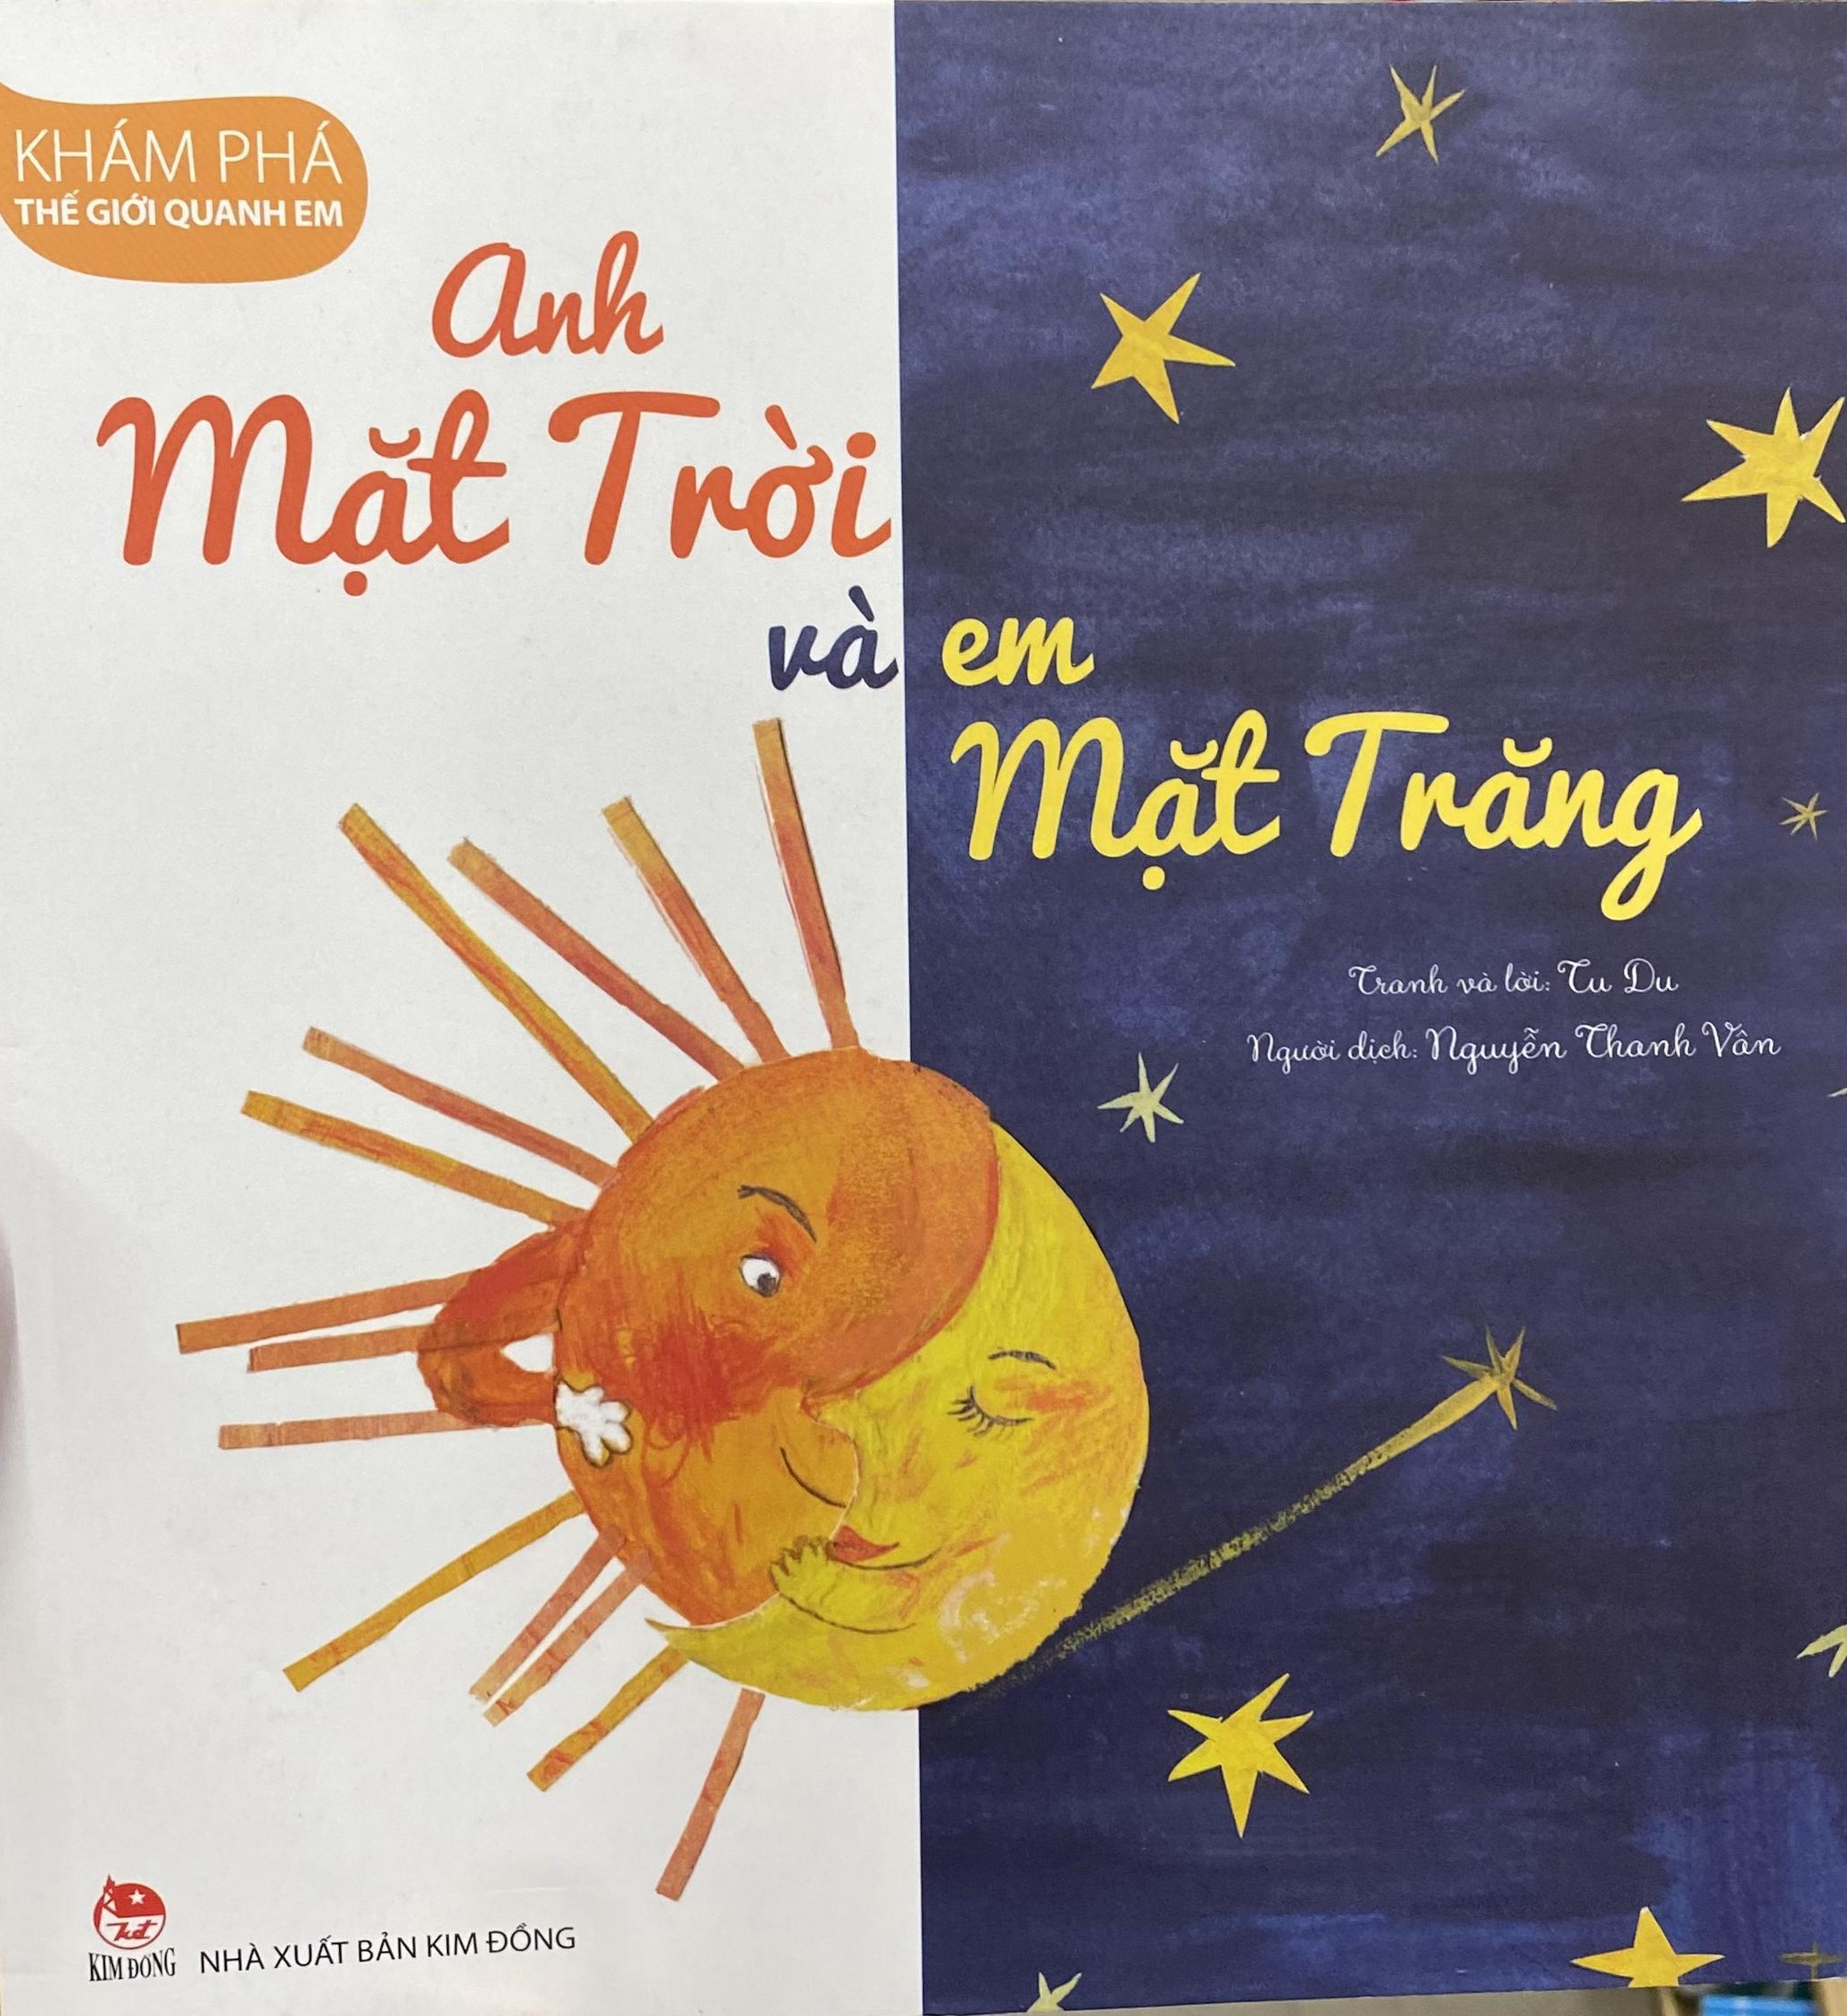 KHÁM PHÁ
THẾ GIỚI QUANH EM
Anh
Mặt Trời
và em
Mặt Trăng
Tranh và lời: Tu Du
Người dịch: Nguyễn Thanh Vân
kđ
KIM ĐỒNG
NHÀ XUẤT BẢN KIM ĐỒNG